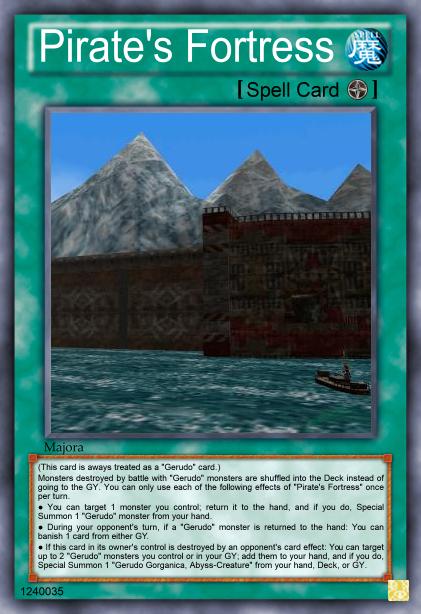 Pirate's Fortress
SPELL
魔
[Spell Card ]
Majora
(This card is aways treated as a "Gerudo" card.)
Monsters destroyed by battle with "Gerudo" monsters are shuffled into the Deck instead of
going to the GY. You can only use each of the following effects of "Pirate's Fortress" once
per turn.
● You can target 1 monster you control; return it to the hand, and if you do, Special
Summon 1 "Gerudo" monster from your hand.
● During your opponent's turn, if a "Gerudo" monster is returned to the hand: You can
banish 1 card from either GY.
● If this card in its owner's control is destroyed by an opponent's card effect: You can target
up to 2 "Gerudo" monsters you control or in your GY; add them to your hand, and if you do,
Special Summon 1 "Gerudo Gorganica, Abyss-Creature" from your hand, Deck, or GY.
1240035